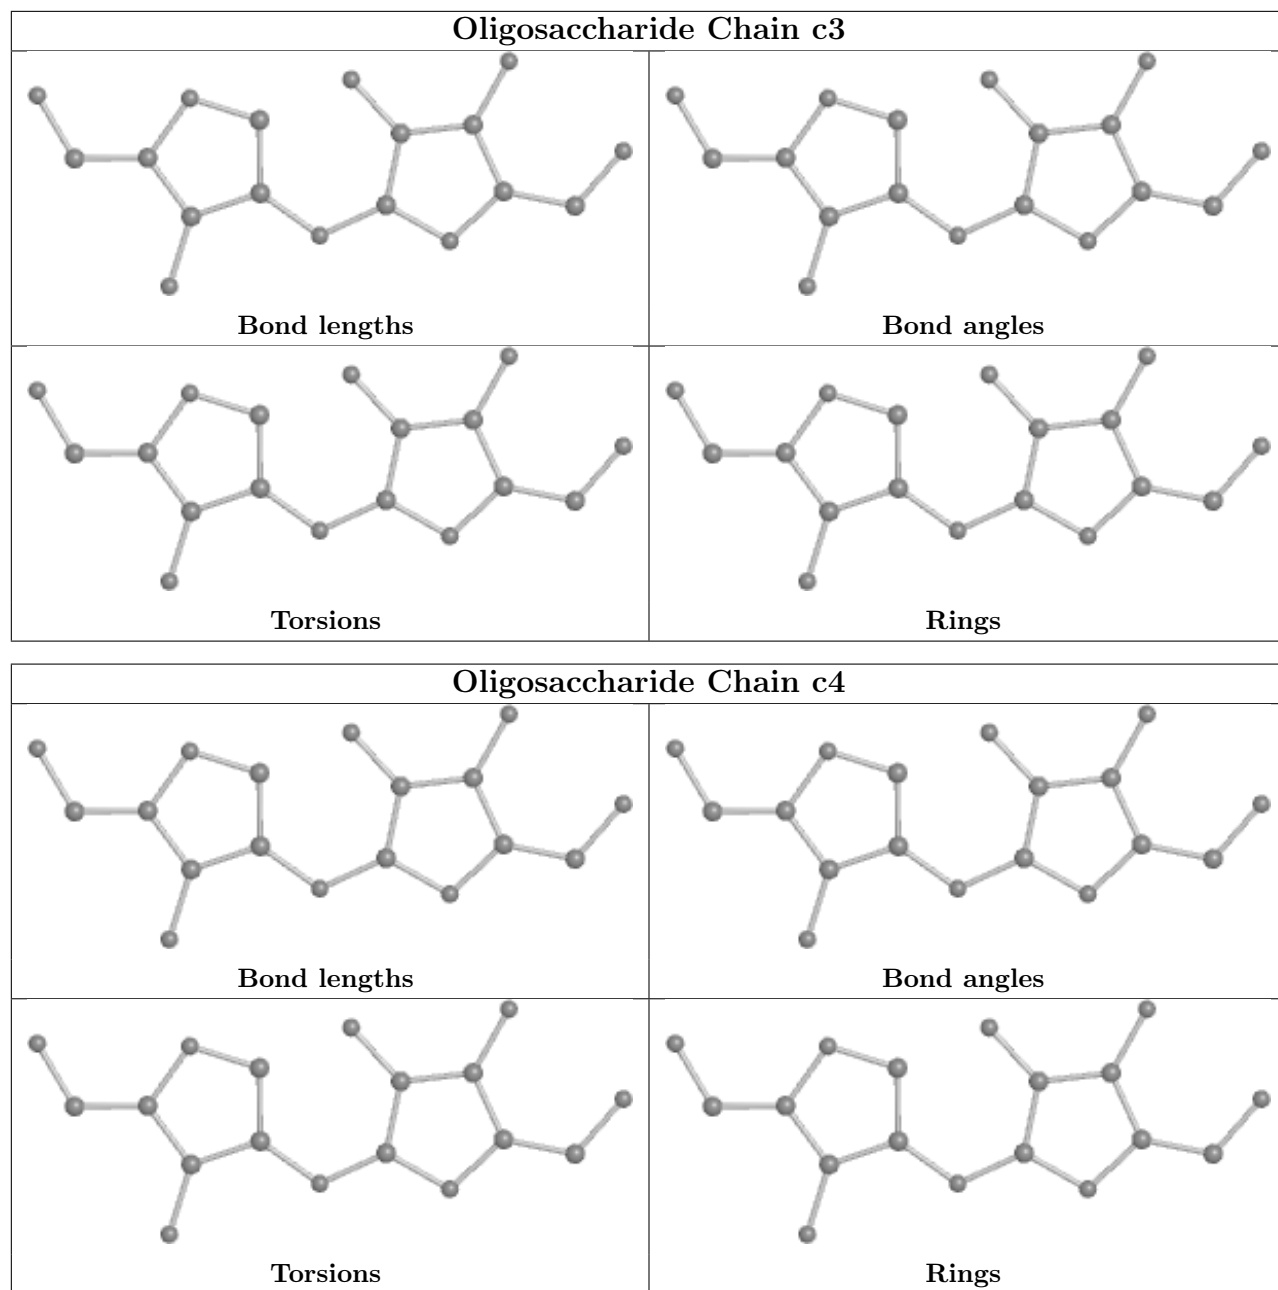 Oligosaccharide Chain c3
Bond lengths
Bond angles
Torsions
Rings
Oligosaccharide Chain c4
Bond lengths
Bond angles
Torsions
Rings